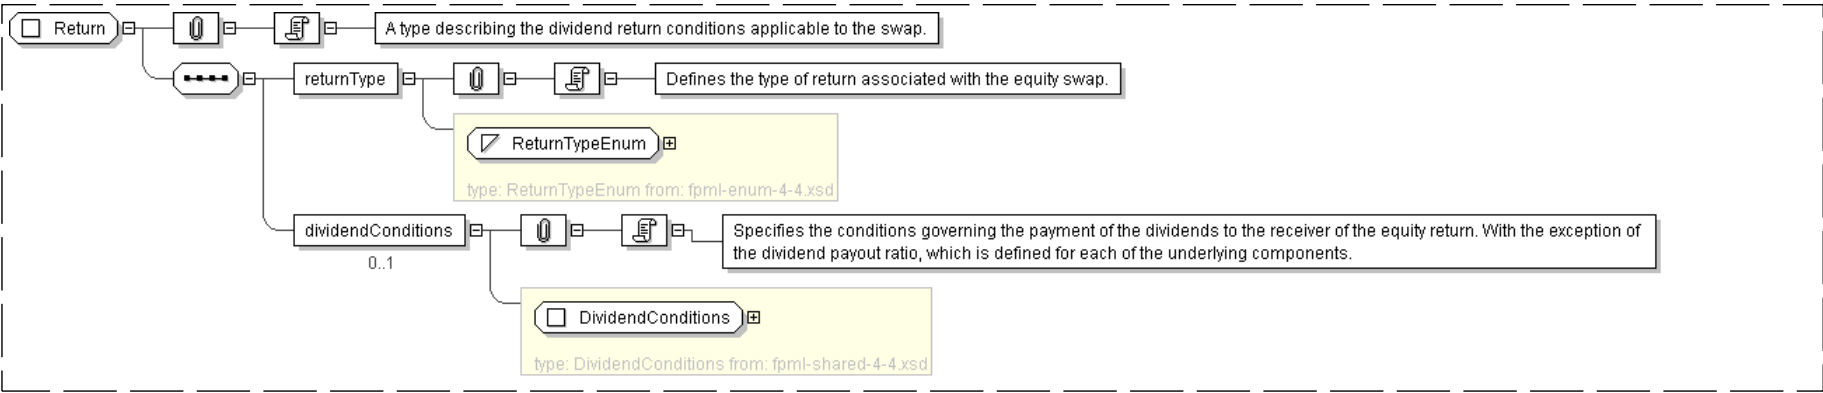 Return
A type describing the dividend return conditions applicable to the swap.
returnType
Defines the type of return associated with the equity swap.
ReturnTypeEnum
type: ReturnTypeEnum from: fpml-enum-4-4.xsd
dividendConditions
0..1
Specifies the conditions governing the payment of the dividends to the receiver of the equity return. With the exception of
the dividend payout ratio, which is defined for each of the underlying components.
DividendConditions
type: DividendConditions from: fpml-shared-4-4.xsd